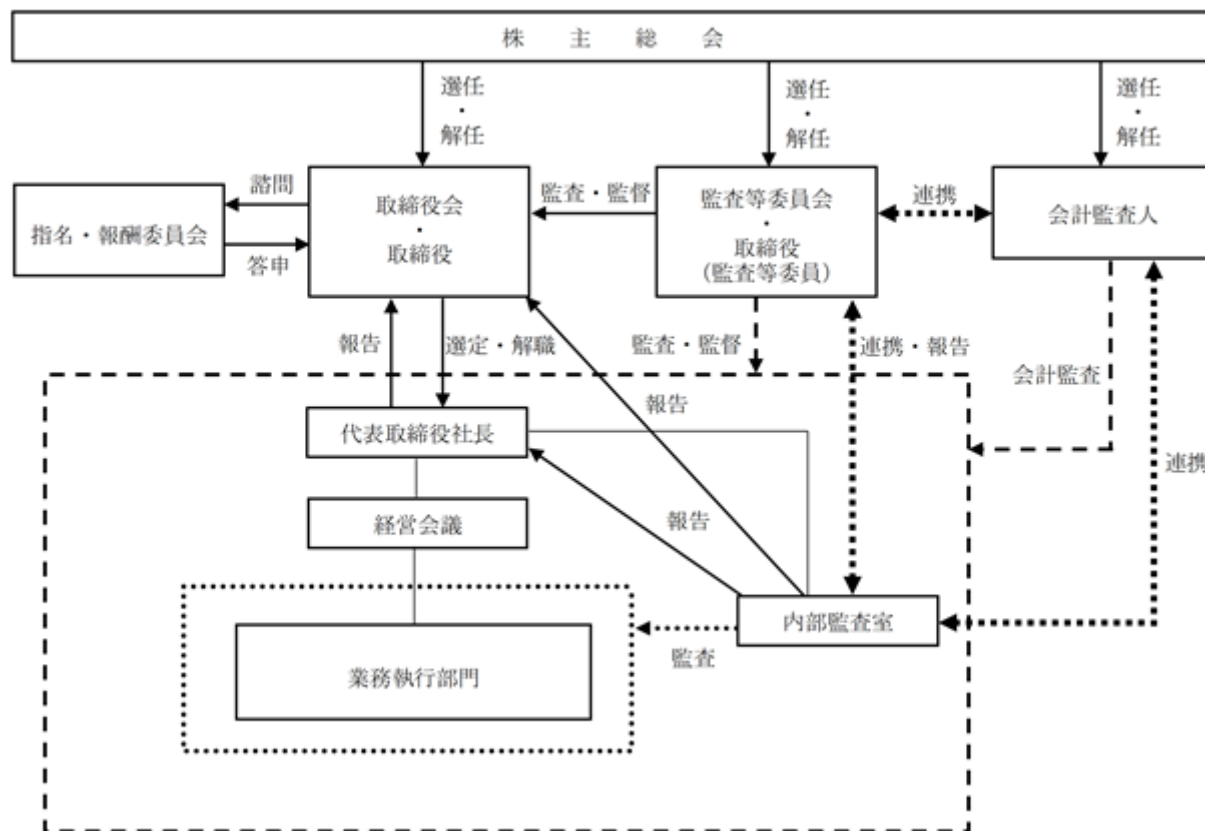 株主総会
選任
・
解任
選任
・
解任
選任
・
解任
諮問
指名・報酬委員会
答申
取締役会
・
取締役
監査・監督
監査等委員会
・
取締役
(監査等委員)
連携
会計監査人
報告
選定・解職
監査・監督
連携・報告
会計監査
報告
代表取締役社長
連携
経営会議
報告
内部監査室
監査
業務執行部門